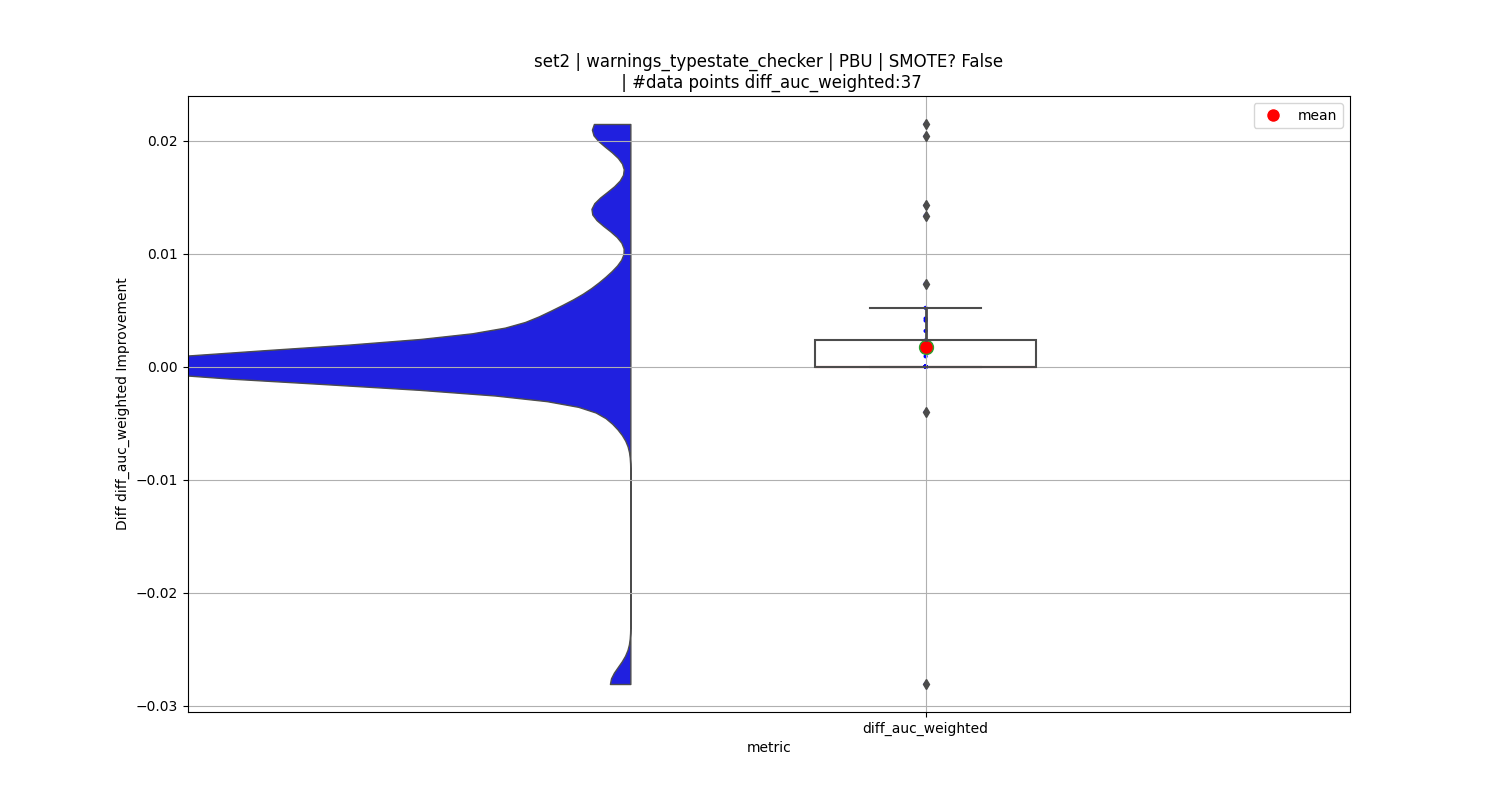 set2 | warnings_typestate_checker | PBU | SMOTE? False
| #data points diff_auc_weighted:37
mean
0.02
0.01
0.00
−0.01
−0.02
−0.03
Diff diff_auc_weighted Improvement
diff_auc_weighted
metric